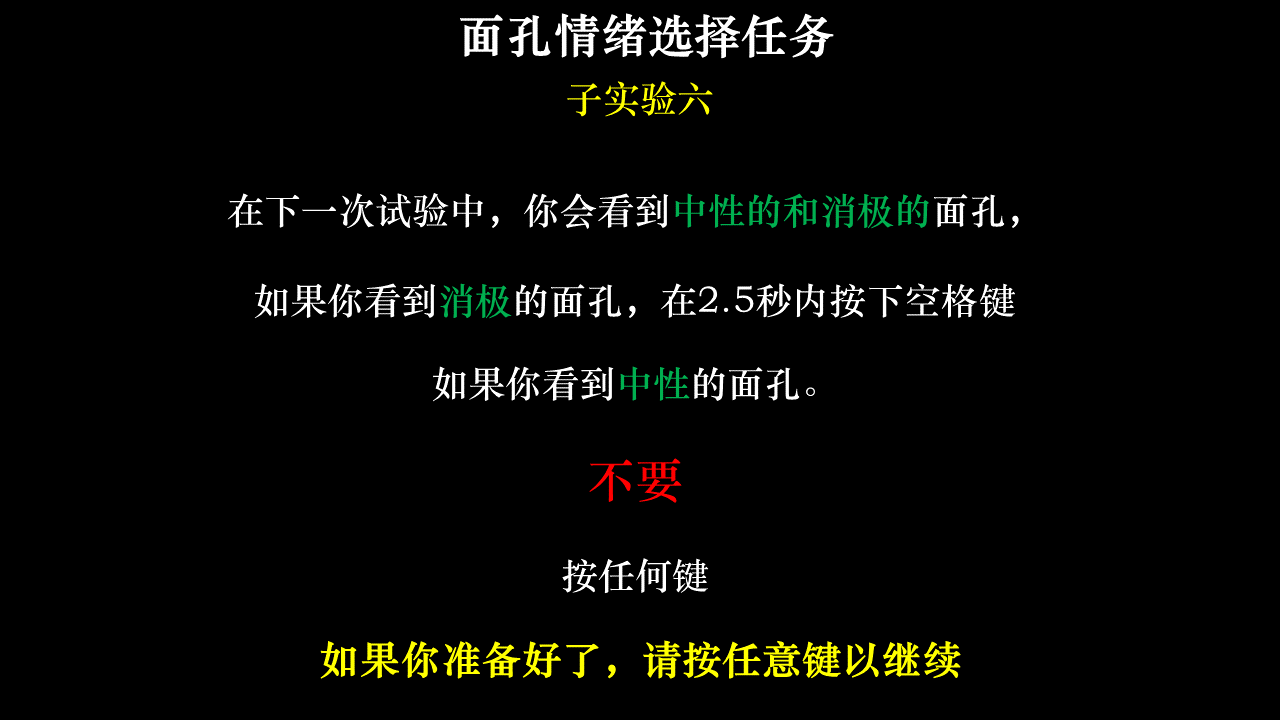 面孔情绪选择任务
子实验六
在下一次试验中，你会看到中性的和消极的面孔，
如果你看到消极的面孔，在2.5秒内按下空格键
如果你看到中性的面孔。
不要
按任何键
如果你准备好了，请按任意键以继续